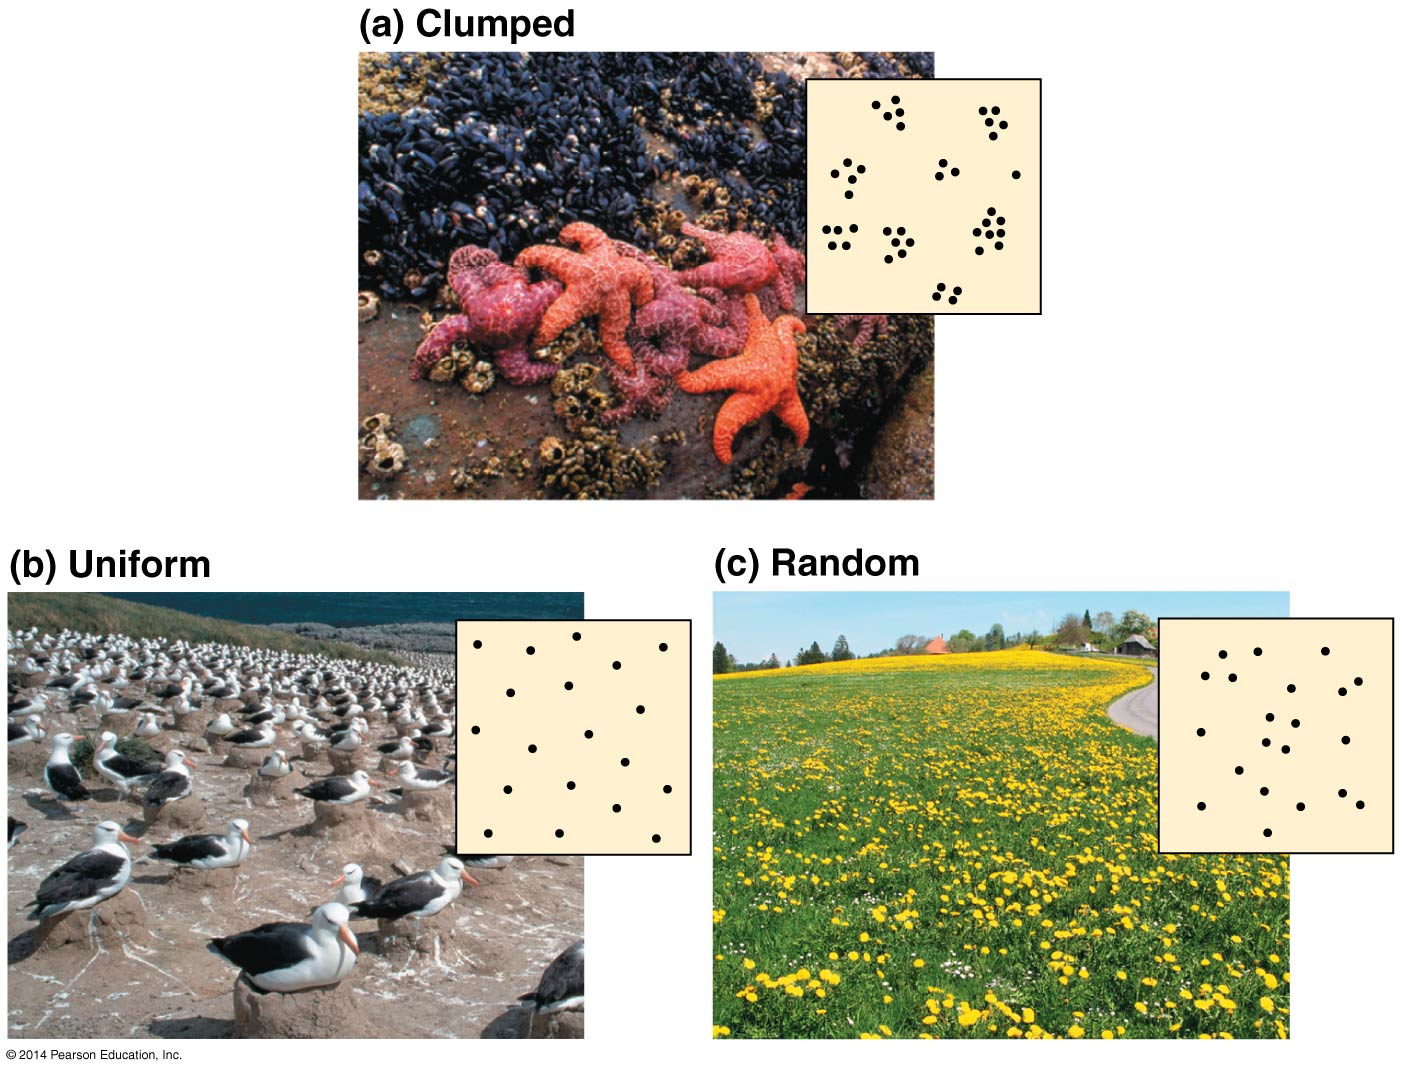 (a) Clumped
(b) Uniform
(c) Random
© 2014 Pearson Education, Inc.